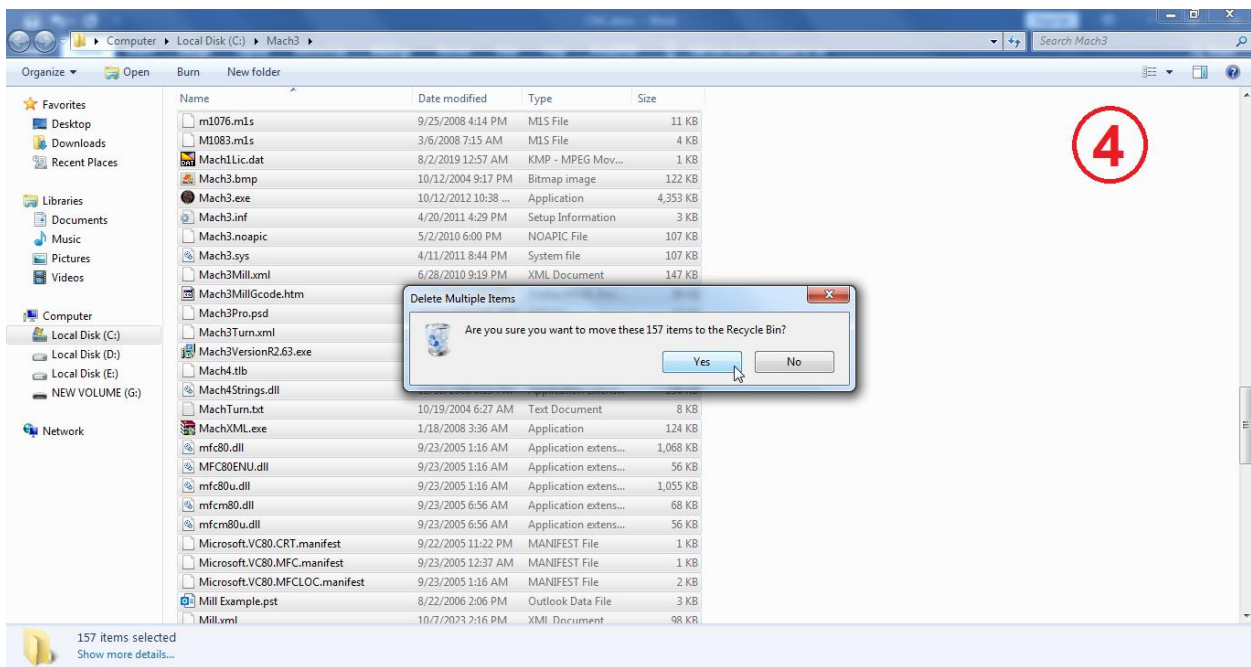 Computer ▸ Local Disk (C:) ▸ Mach3 ▸
Search Mach3
Organize Open Burn New folder
Favorites
Desktop
Downloads
Recent Places
Libraries
Documents
Music
Pictures
Videos
Computer
Local Disk (C:)
Local Disk (D:)
Local Disk (E:)
NEW VOLUME (G:)
Network
Name Date modified Type Size
m1076.m1s 9/25/2008 4:14 PM M1S File 11 KB
M1083.m1s 3/6/2008 7:15 AM M1S File 4 KB
Mach1Lic.dat 8/2/2019 12:57 AM KMP - MPEG Mov... 1 KB
Mach3.bmp 10/12/2004 9:17 PM Bitmap image 122 KB
Mach3.exe 10/12/2012 10:38 ... Application 4,353 KB
Mach3.inf 4/20/2011 4:29 PM Setup Information 3 KB
Mach3.noapic 5/2/2010 6:00 PM NOAPIC File 107 KB
Mach3.sys 4/11/2011 8:44 PM System file 107 KB
Mach3Mill.xml 6/28/2010 9:19 PM XML Document 147 KB
Mach3MillGcode.htm
Mach3Pro.psd
Mach3Turn.xml
Mach3VersionR2.63.exe
Mach4.tlb
Mach4Strings.dll
MachTurn.txt 10/19/2004 6:27 AM Text Document 8 KB
MachXML.exe 1/18/2008 3:36 AM Application 124 KB
mfc80.dll 9/23/2005 1:16 AM Application extens... 1,068 KB
MFC80ENU.dll 9/23/2005 1:16 AM Application extens... 56 KB
mfc80u.dll 9/23/2005 1:16 AM Application extens... 1,055 KB
mfcm80.dll 9/23/2005 6:56 AM Application extens... 68 KB
mfcm80u.dll 9/23/2005 6:56 AM Application extens... 56 KB
Microsoft.VC80.CRT.manifest 9/22/2005 11:22 PM MANIFEST File 1 KB
Microsoft.VC80.MFC.manifest 9/23/2005 12:37 AM MANIFEST File 1 KB
Microsoft.VC80.MFCLOC.manifest 9/23/2005 1:16 AM MANIFEST File 2 KB
Mill Example.pst 8/22/2006 2:06 PM Outlook Data File 3 KB
Mill.xml 10/7/2023 2:16 PM XML Document 98 KB
Delete Multiple Items
Are you sure you want to move these 157 items to the Recycle Bin?
Yes No
4
157 items selected
Show more details...